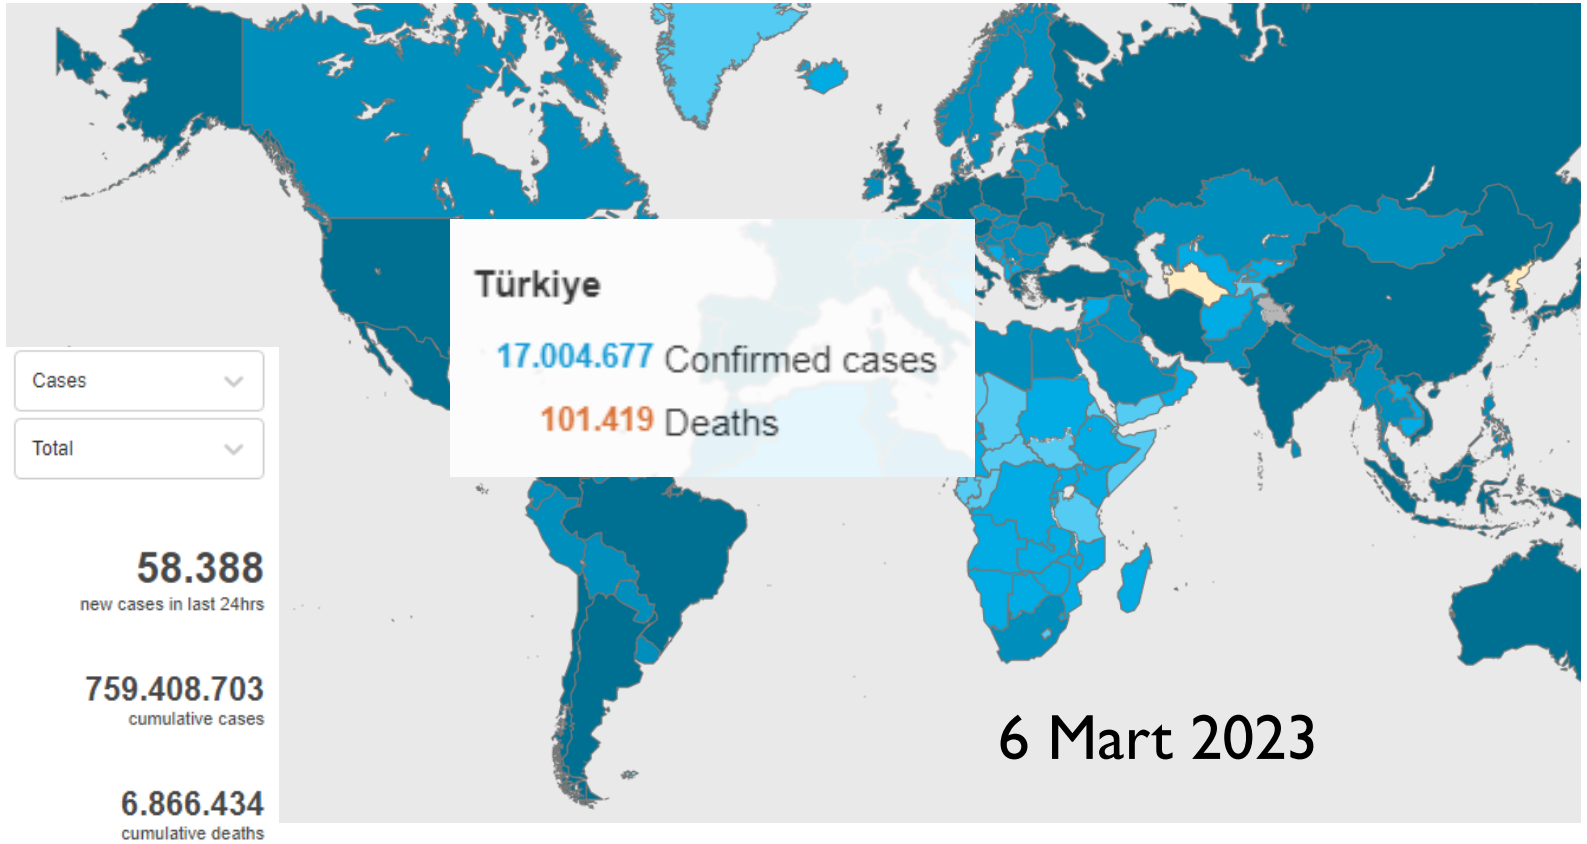 Türkiye
17.004.677 Confirmed cases
101.419 Deaths
Cases
Total
58.388
new cases in last 24hrs
759.408.703
cumulative cases
6.866.434
cumulative deaths
6 Mart 2023